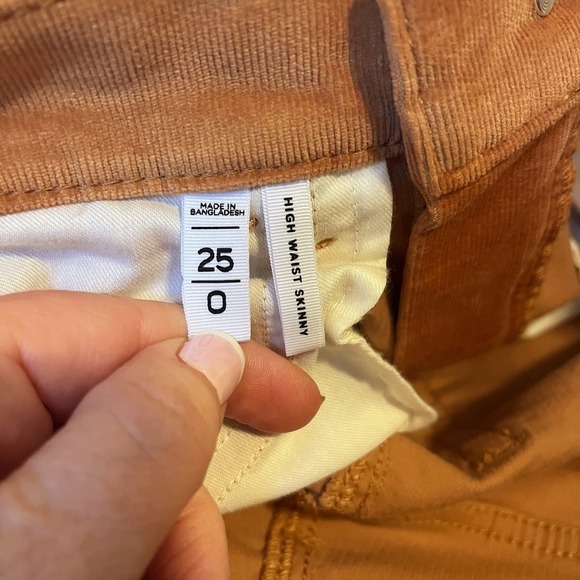 MADE IN
BANGLADESH
25
0
HIGH WAIST SKINNY